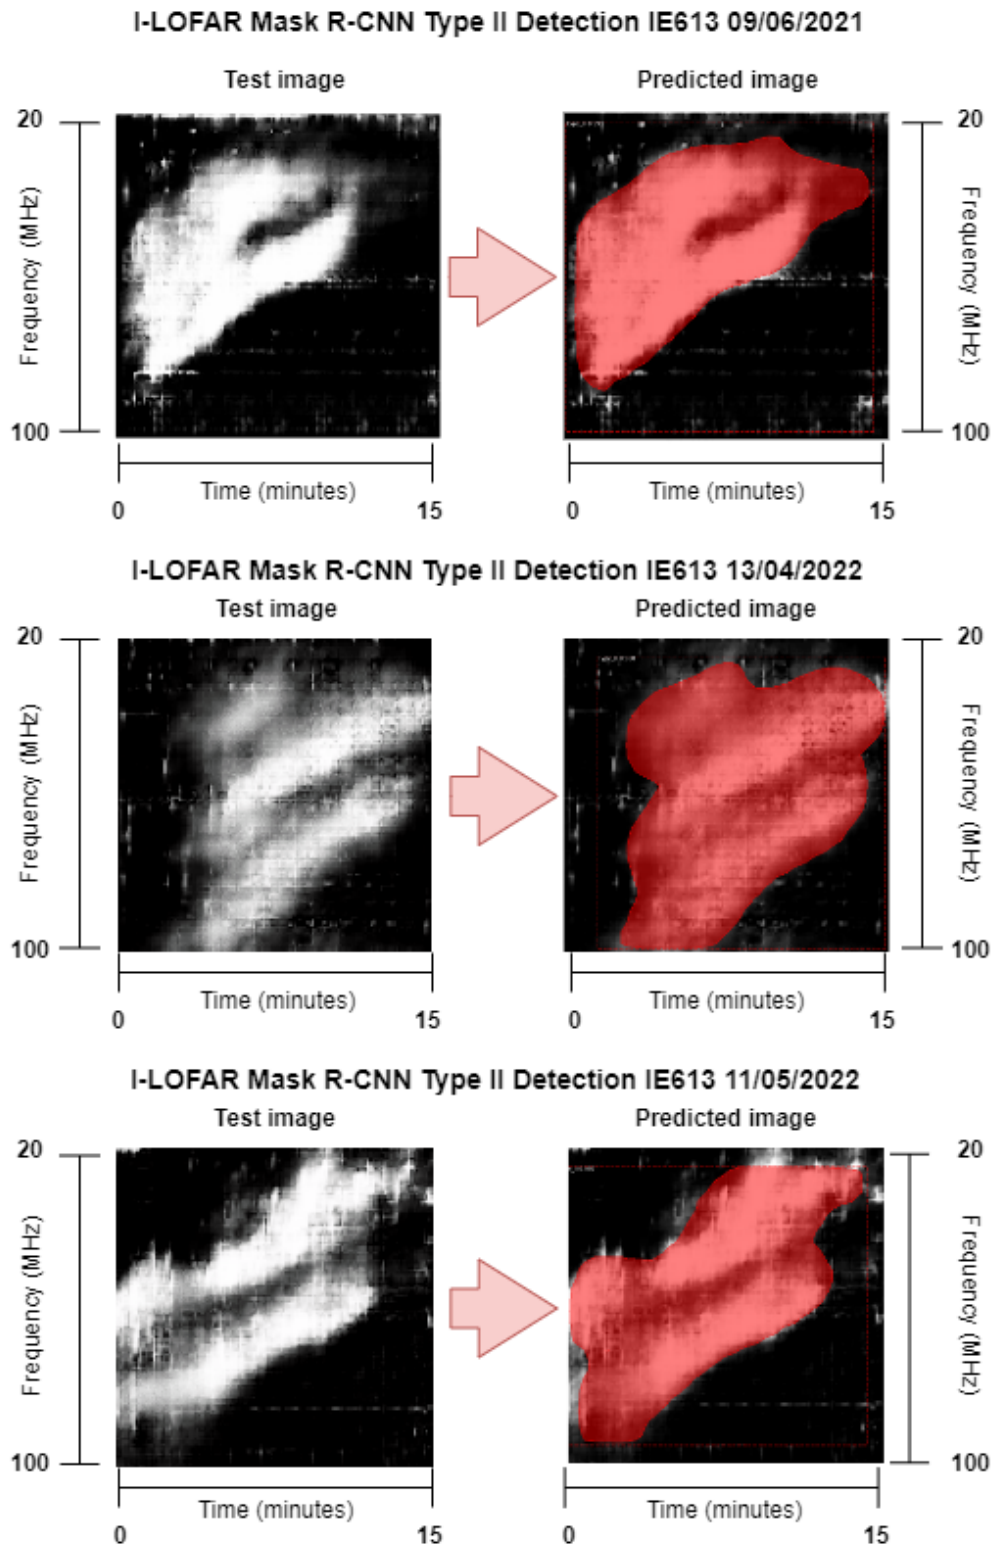 I-LOFAR Mask R-CNN Type II Detection IE613 09/06/2021
Test image
Predicted image
20
20
Frequency (MHz)
Frequency (MHz)
100
100
Time (minutes)
Time (minutes)
0
15
0
15
I-LOFAR Mask R-CNN Type II Detection IE613 13/04/2022
Test image
Predicted image
20
20
Frequency (MHz)
Frequency (MHz)
100
100
Time (minutes)
Time (minutes)
0
15
0
15
I-LOFAR Mask R-CNN Type II Detection IE613 11/05/2022
Test image
Predicted image
20
20
Frequency (MHz)
Frequency (MHz)
100
100
Time (minutes)
Time (minutes)
0
15
0
15